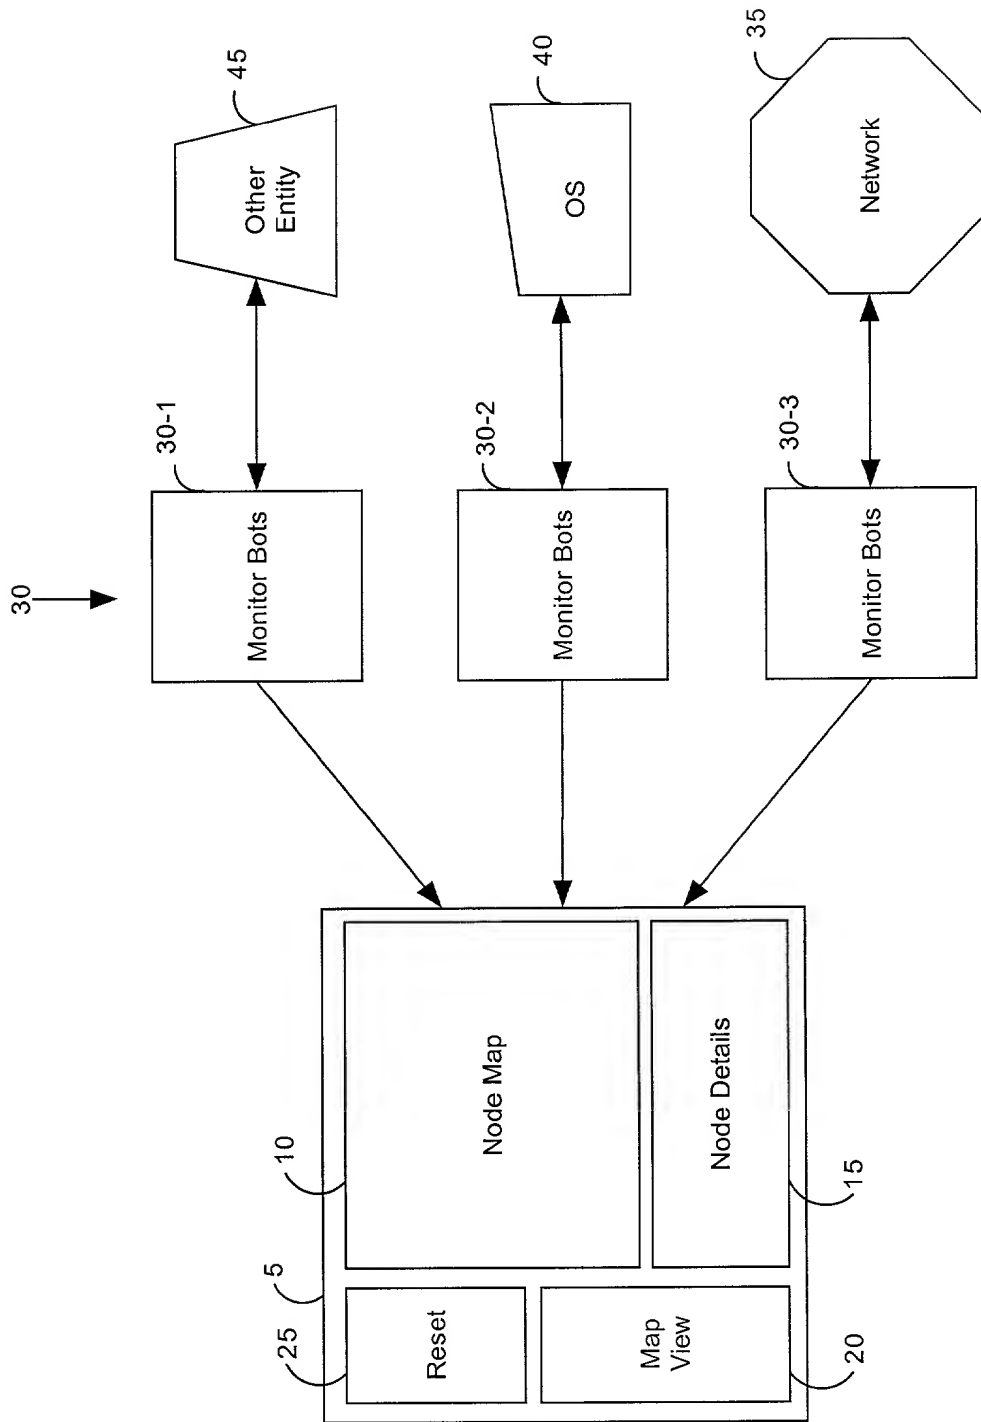 30
45
Other
Entity
40
OS
35
Network
30-1
Monitor Bots
30-2
Monitor Bots
30-3
Monitor Bots
5
10
Node Map
Node Details
15
25
Reset
Map
View
20